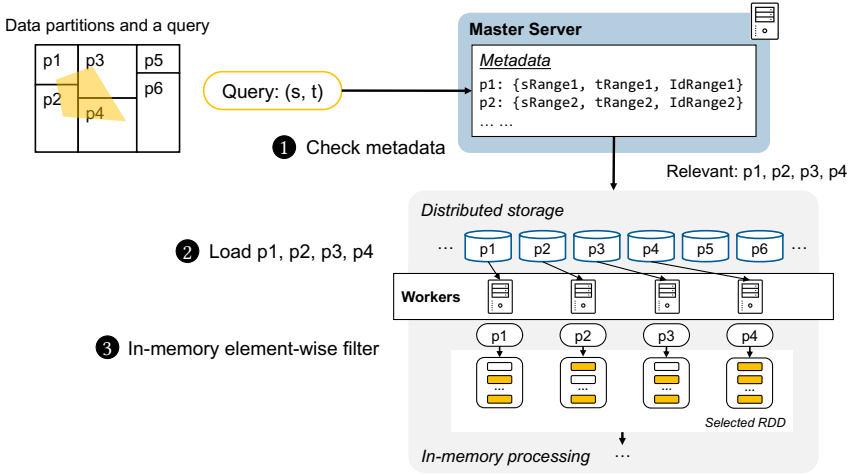 Data partitions and a query
p1 p3 p5
p2 p4 p6
Query: (s, t)
Master Server
Metadata
p1: {sRange1, tRange1, IdRange1}
p2: {sRange2, tRange2, IdRange2}
… …
1 Check metadata
Relevant: p1, p2, p3, p4
Distributed storage
… p1 p2 p3 p4 p5 p6 …
2 Load p1, p2, p3, p4
Workers
3 In-memory element-wise filter
p1 p2 p3 p4
... ... ... ...
Selected RDD
In-memory processing …